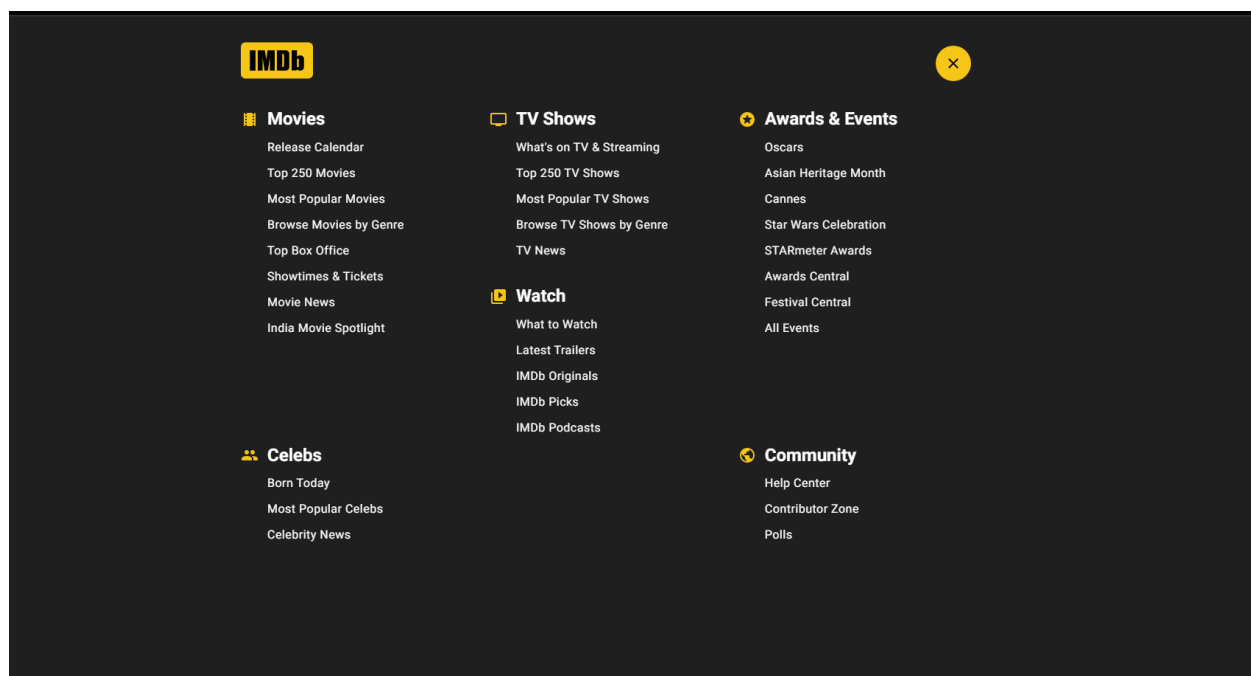 IMDb
Movies
Release Calendar
Top 250 Movies
Most Popular Movies
Browse Movies by Genre
Top Box Office
Showtimes & Tickets
Movie News
India Movie Spotlight
TV Shows
What's on TV & Streaming
Top 250 TV Shows
Most Popular TV Shows
Browse TV Shows by Genre
TV News
Watch
What to Watch
Latest Trailers
IMDb Originals
IMDb Picks
IMDb Podcasts
Awards & Events
Oscars
Asian Heritage Month
Cannes
Star Wars Celebration
STARmeter Awards
Awards Central
Festival Central
All Events
Celebs
Born Today
Most Popular Celebs
Celebrity News
Community
Help Center
Contributor Zone
Polls